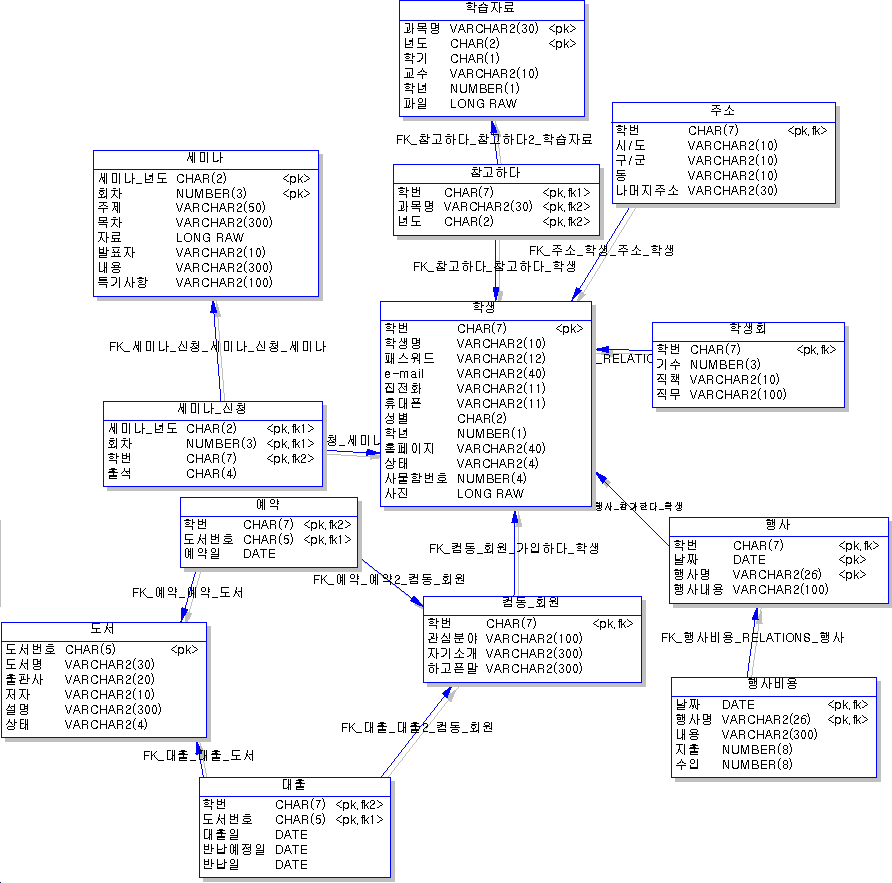 학습자료
과목명 VARCHAR2(30) <pk>
년도 CHAR(2) <pk>
학기 CHAR(1)
교수 VARCHAR2(10)
학년 NUMBER(1)
파일 LONG RAW
FK_참고하다_참고하다2_학습자료
주소
학번 CHAR(7) <pk,fk>
시/도 VARCHAR2(10)
구/군 VARCHAR2(10)
동 VARCHAR2(10)
나머지주소 VARCHAR2(30)
세미나
세미나_년도 CHAR(2) <pk>
회차 NUMBER(3) <pk>
주제 VARCHAR2(50)
목차 VARCHAR2(300)
자료 LONG RAW
발표자 VARCHAR2(10)
내용 VARCHAR2(300)
특기사항 VARCHAR2(100)
참고하다
학번 CHAR(7) <pk,fk1>
과목명 VARCHAR2(30) <pk,fk2>
년도 CHAR(2) <pk,fk2>
FK_주소_학생_주소_학생
FK_참고하다_참고하다_학생
학생
학번 CHAR(7) <pk>
학생명 VARCHAR2(10)
패스워드 VARCHAR2(12)
e-mail VARCHAR2(40)
집전화 VARCHAR2(11)
휴대폰 VARCHAR2(11)
성별 CHAR(2)
학년 NUMBER(1)
홈페이지 VARCHAR2(40)
상태 VARCHAR2(4)
사물함번호 NUMBER(4)
사진 LONG RAW
학생회
학번 CHAR(7) <pk,fk>
기수 NUMBER(3)
직책 VARCHAR2(10)
직무 VARCHAR2(100)
_RELATIO
FK_세미나_신청_세미나_신청_세미나
세미나_신청
세미나_년도 CHAR(2) <pk,fk1>
회차 NUMBER(3) <pk,fk1>
학번 CHAR(7) <pk,fk2>
출석 CHAR(4)
청_세미나
예약
학번 CHAR(7) <pk,fk2>
도서번호 CHAR(5) <pk,fk1>
예약일 DATE
행사_참가한다_학생
행사
학번 CHAR(7) <pk,fk>
날짜 DATE <pk>
행사명 VARCHAR2(26) <pk>
행사내용 VARCHAR2(100)
FK_컴동_회원_가입하다_학생
FK_예약_예약2_컴동_회원
FK_예약_예약_도서
컴동_회원
학번 CHAR(7) <pk,fk>
관심분야 VARCHAR2(100)
자기소개 VARCHAR2(300)
하고픈말 VARCHAR2(300)
도서
도서번호 CHAR(5) <pk>
도서명 VARCHAR2(30)
출판사 VARCHAR2(20)
저자 VARCHAR2(10)
설명 VARCHAR2(300)
상태 VARCHAR2(4)
FK_행사비용_RELATIONS_행사
행사비용
날짜 DATE <pk,fk>
행사명 VARCHAR2(26) <pk,fk>
내용 VARCHAR2(300)
지출 NUMBER(8)
수입 NUMBER(8)
FK_대출_대출2_컴동_회원
FK_대출_대출_도서
대출
학번 CHAR(7) <pk,fk2>
도서번호 CHAR(5) <pk,fk1>
대출일 DATE
반납예정일 DATE
반납일 DATE